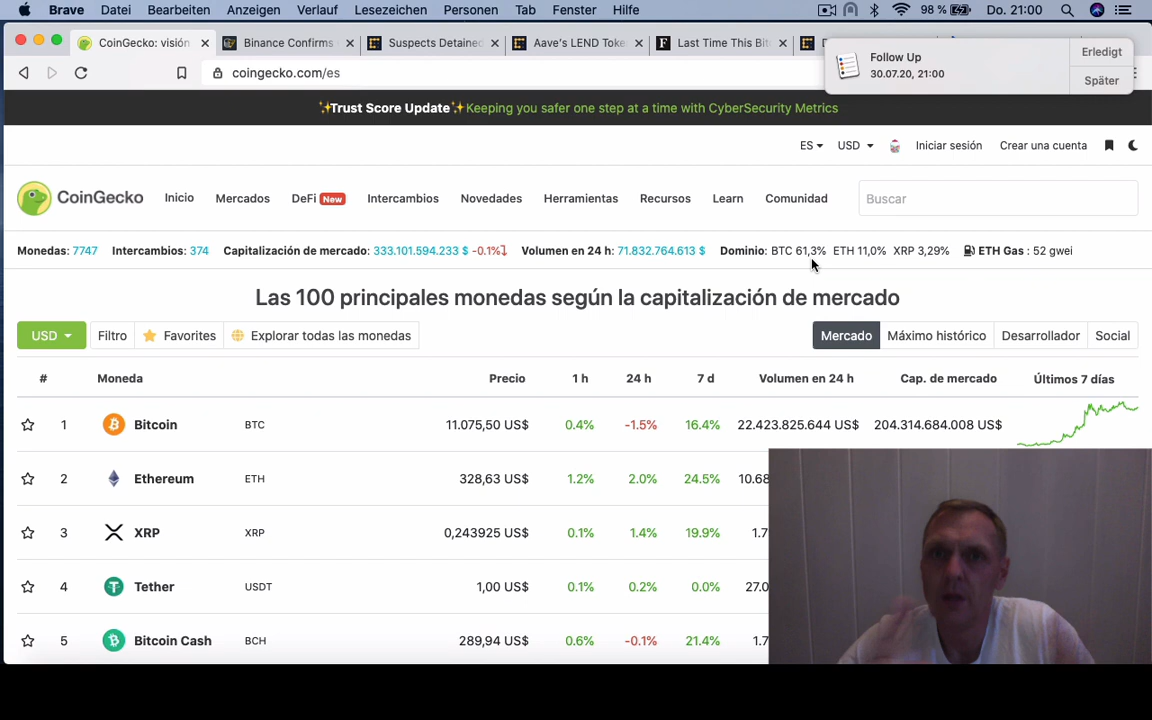 Brave Datei Bearbeiten Anzeigen Verlauf Lesezeichen Personen Tab Fenster Hilfe 98 % Do. 21:00
CoinGecko: visión Binance Confirms Suspects Detained Aave's LEND Toke Last Time This Bit
Follow Up
30.07.20, 21:00
Erledigt
Später
coingecko.com/es
✨Trust Score Update✨Keeping you safer one step at a time with CyberSecurity Metrics
ES USD Iniciar sesión Crear una cuenta
CoinGecko Inicio Mercados DeFi New Intercambios Novedades Herramientas Recursos Learn Comunidad Buscar
Monedas: 7747 Intercambios: 374 Capitalización de mercado: 333.101.594.233 $ -0.1% Volumen en 24 h: 71.832.764.613 $ Dominio: BTC 61,3% ETH 11,0% XRP 3,29% ETH Gas : 52 gwei
Las 100 principales monedas según la capitalización de mercado
USD Filtro Favorites Explorar todas las monedas Mercado Máximo histórico Desarrollador Social
# Moneda Precio 1 h 24 h 7 d Volumen en 24 h Cap. de mercado Últimos 7 días
1 Bitcoin BTC 11.075,50 US$ 0.4% -1.5% 16.4% 22.423.825.644 US$ 204.314.684.008 US$
2 Ethereum ETH 328,63 US$ 1.2% 2.0% 24.5% 10.68
3 XRP XRP 0,243925 US$ 0.1% 1.4% 19.9% 1.7
4 Tether USDT 1,00 US$ 0.1% 0.2% 0.0% 27.0
5 Bitcoin Cash BCH 289,94 US$ 0.6% -0.1% 21.4% 1.7